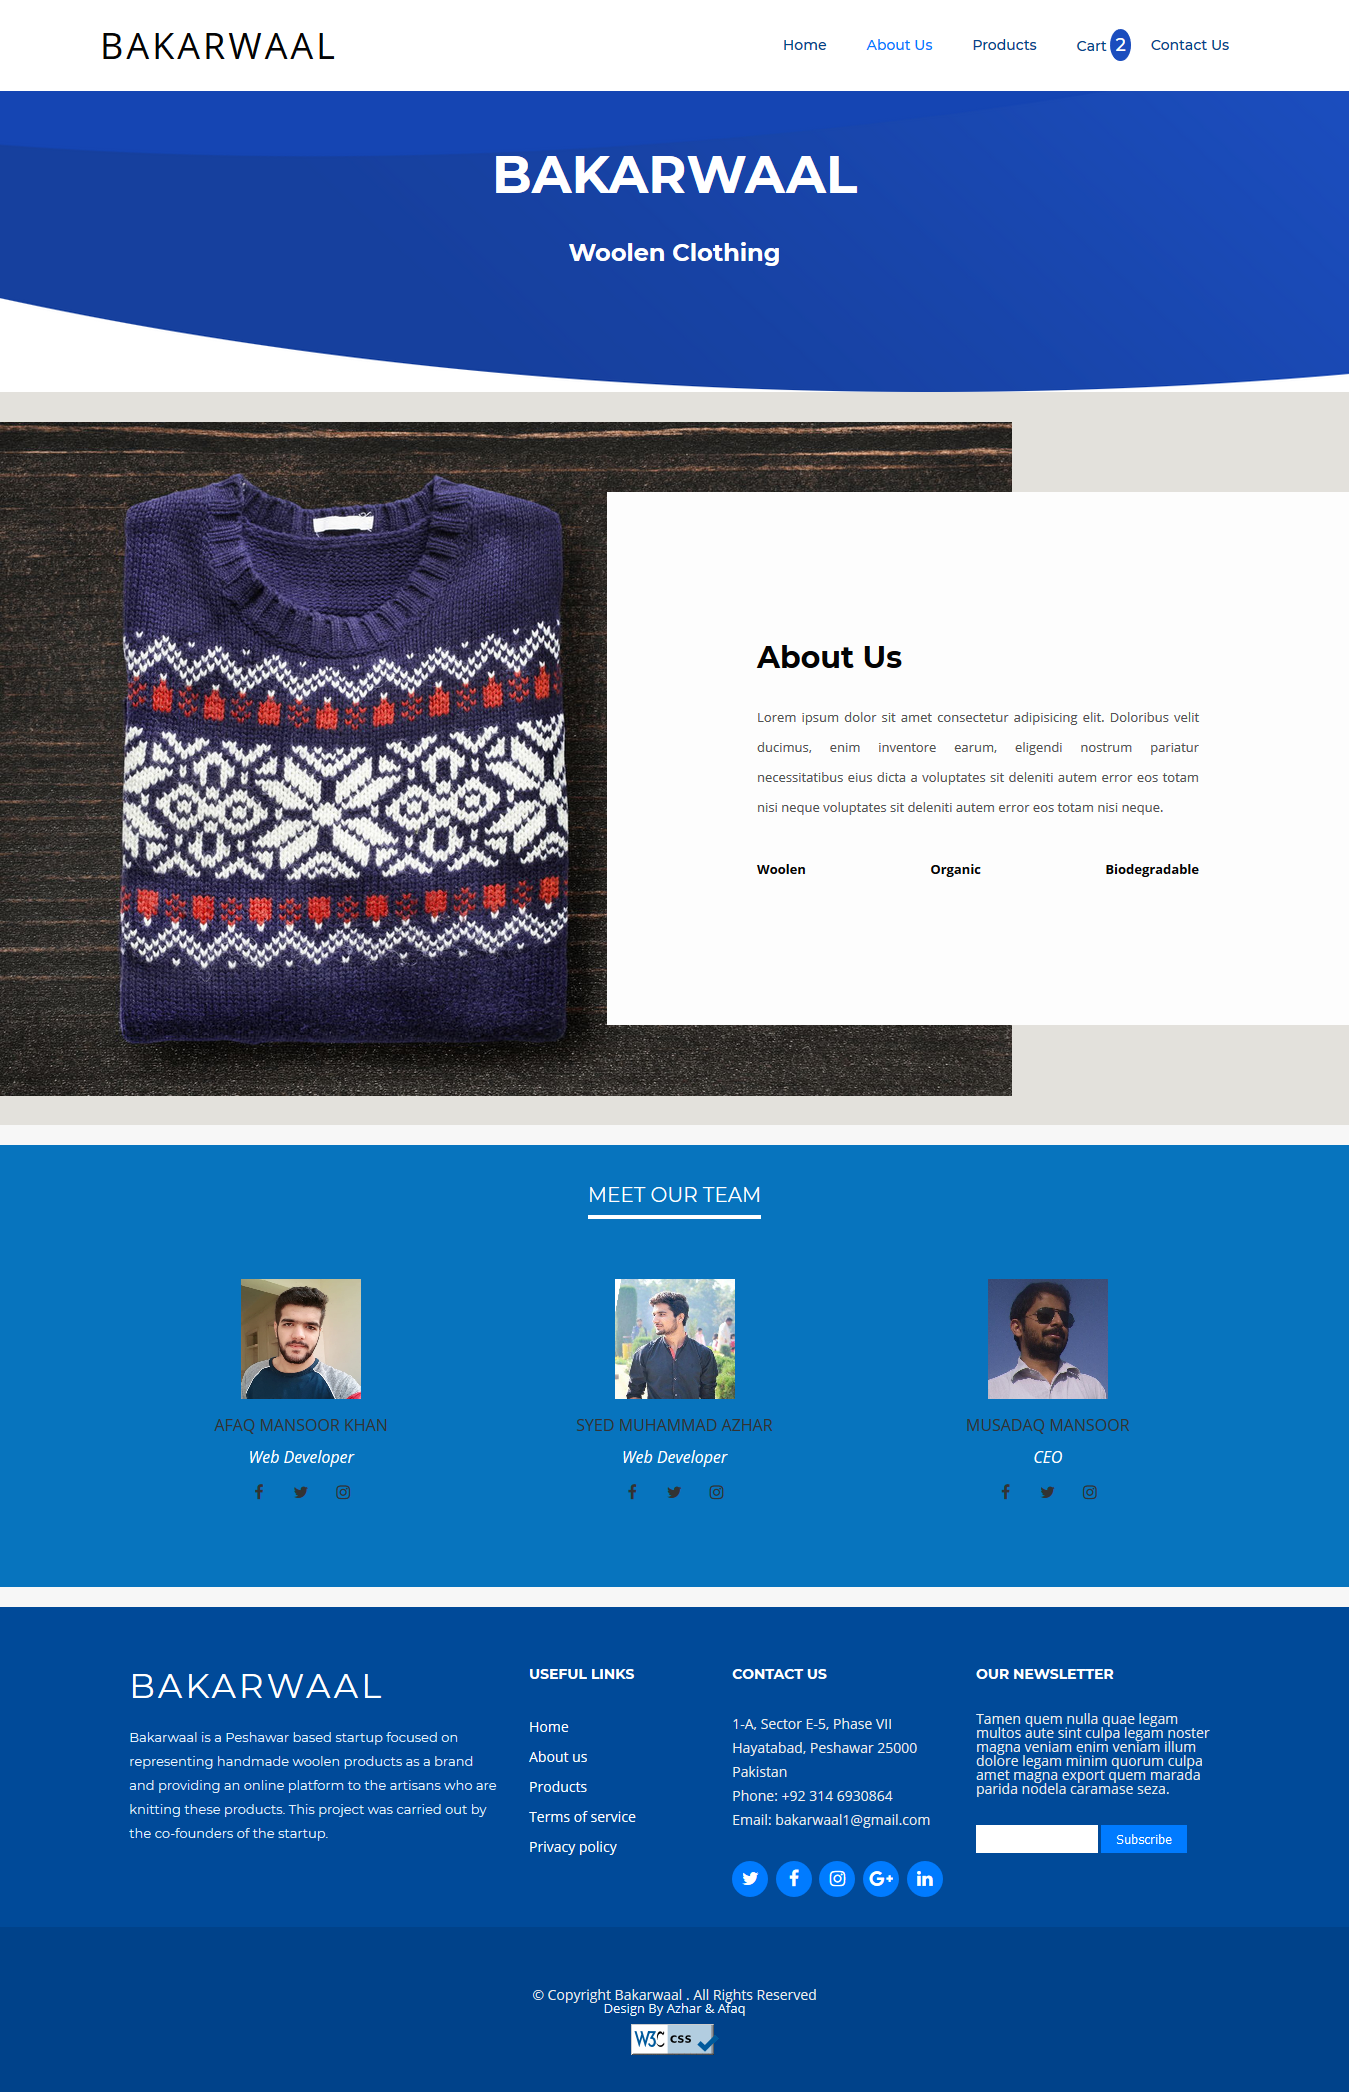 BAKARWAAL
Home
About Us
Products
Cart 2
Contact Us
BAKARWAAL
Woolen Clothing
About Us
Lorem ipsum dolor sit amet consectetur adipisicing elit. Doloribus velit
ducimus, enim inventore earum, eligendi nostrum pariatur
necessitatibus eius dicta a voluptates sit deleniti autem error eos totam
nisi neque voluptates sit deleniti autem error eos totam nisi neque.
Woolen
Organic
Biodegradable
MEET OUR TEAM
AFAQ MANSOOR KHAN
Web Developer
SYED MUHAMMAD AZHAR
Web Developer
MUSADAQ MANSOOR
CEO
BAKARWAAL
Bakarwaal is a Peshawar based startup focused on
representing handmade woolen products as a brand
and providing an online platform to the artisans who are
knitting these products. This project was carried out by
the co-founders of the startup.
USEFUL LINKS
Home
About us
Products
Terms of service
Privacy policy
CONTACT US
1-A, Sector E-5, Phase VII
Hayatabad, Peshawar 25000
Pakistan
Phone: +92 314 6930864
Email: bakarwaal1@gmail.com
OUR NEWSLETTER
Tamen quem nulla quae legam
multos aute sint culpa legam noster
magna veniam enim veniam illum
dolore legam minim quorum culpa
amet magna export quem marada
parida nodela caramase seza.
Subscribe
© Copyright Bakarwaal . All Rights Reserved
Design By Azhar & Afaq
W3C css